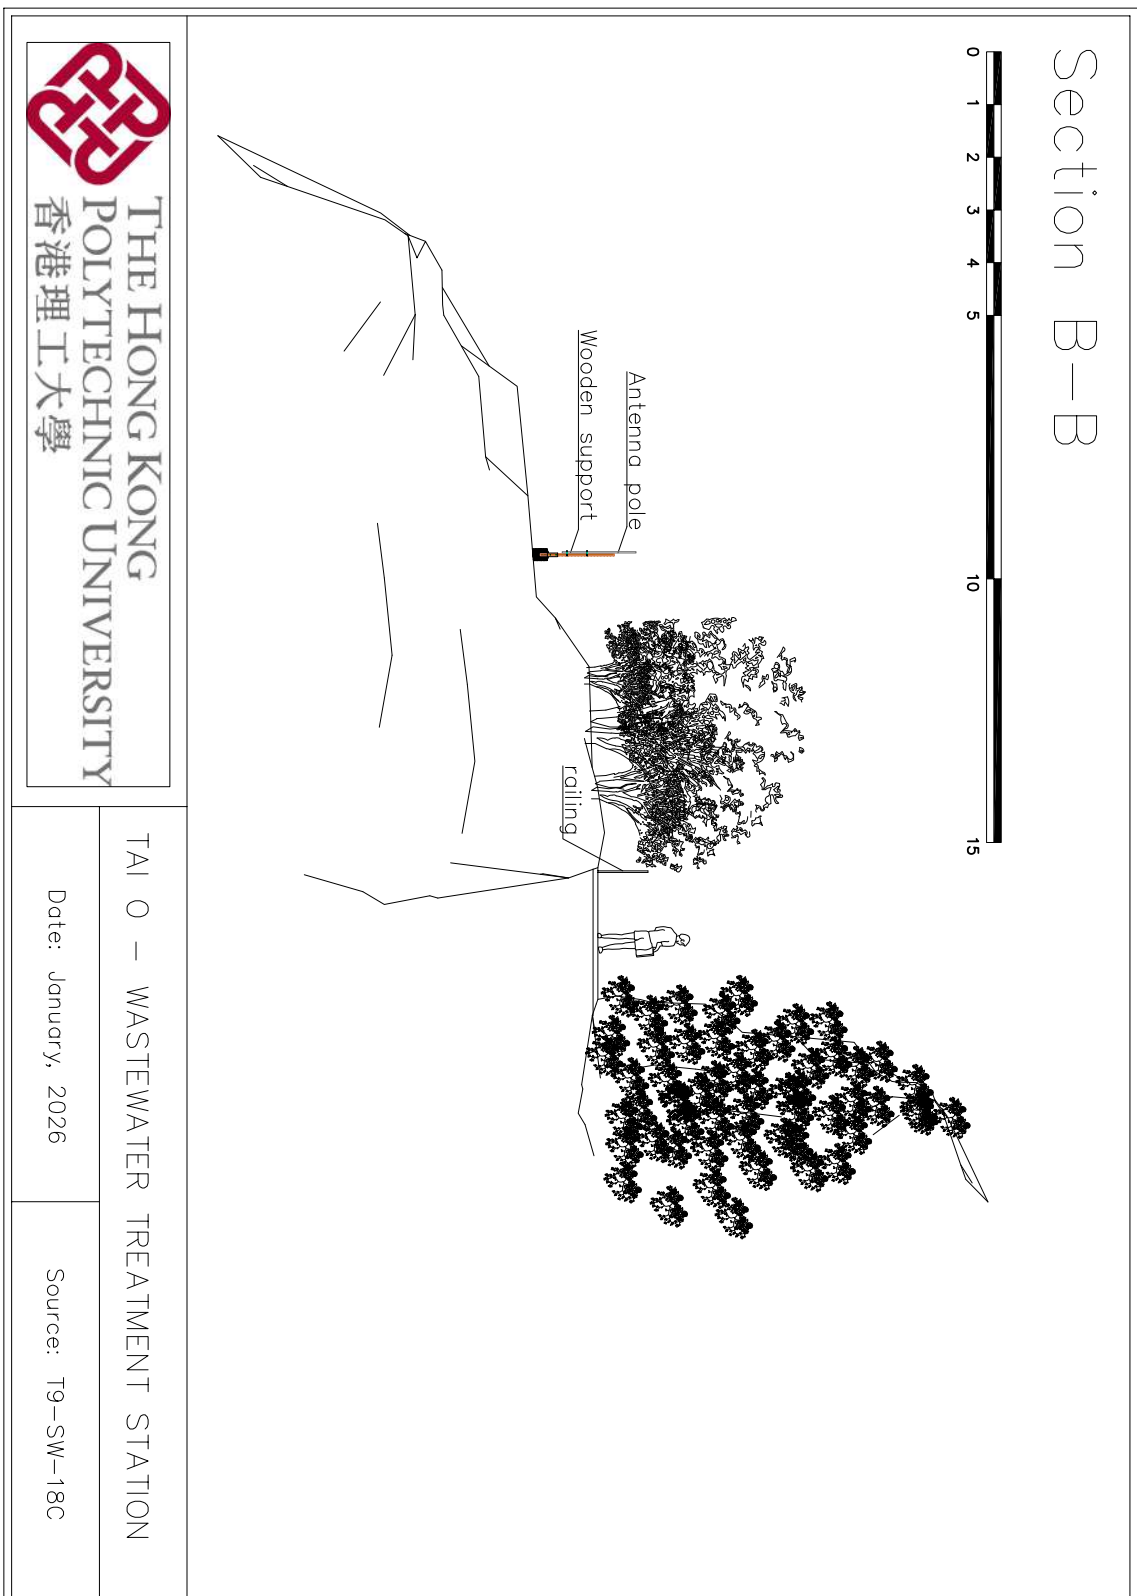 Section B-B
0 1 2 3 4 5 10 15
Antenna pole
Wooden support
railing
THE HONG KONG
POLYTECHNIC UNIVERSITY
香港理工大學
TAI O - WASTEWATER TREATMENT STATION
Date: January, 2026
Source: T9-SW-18C